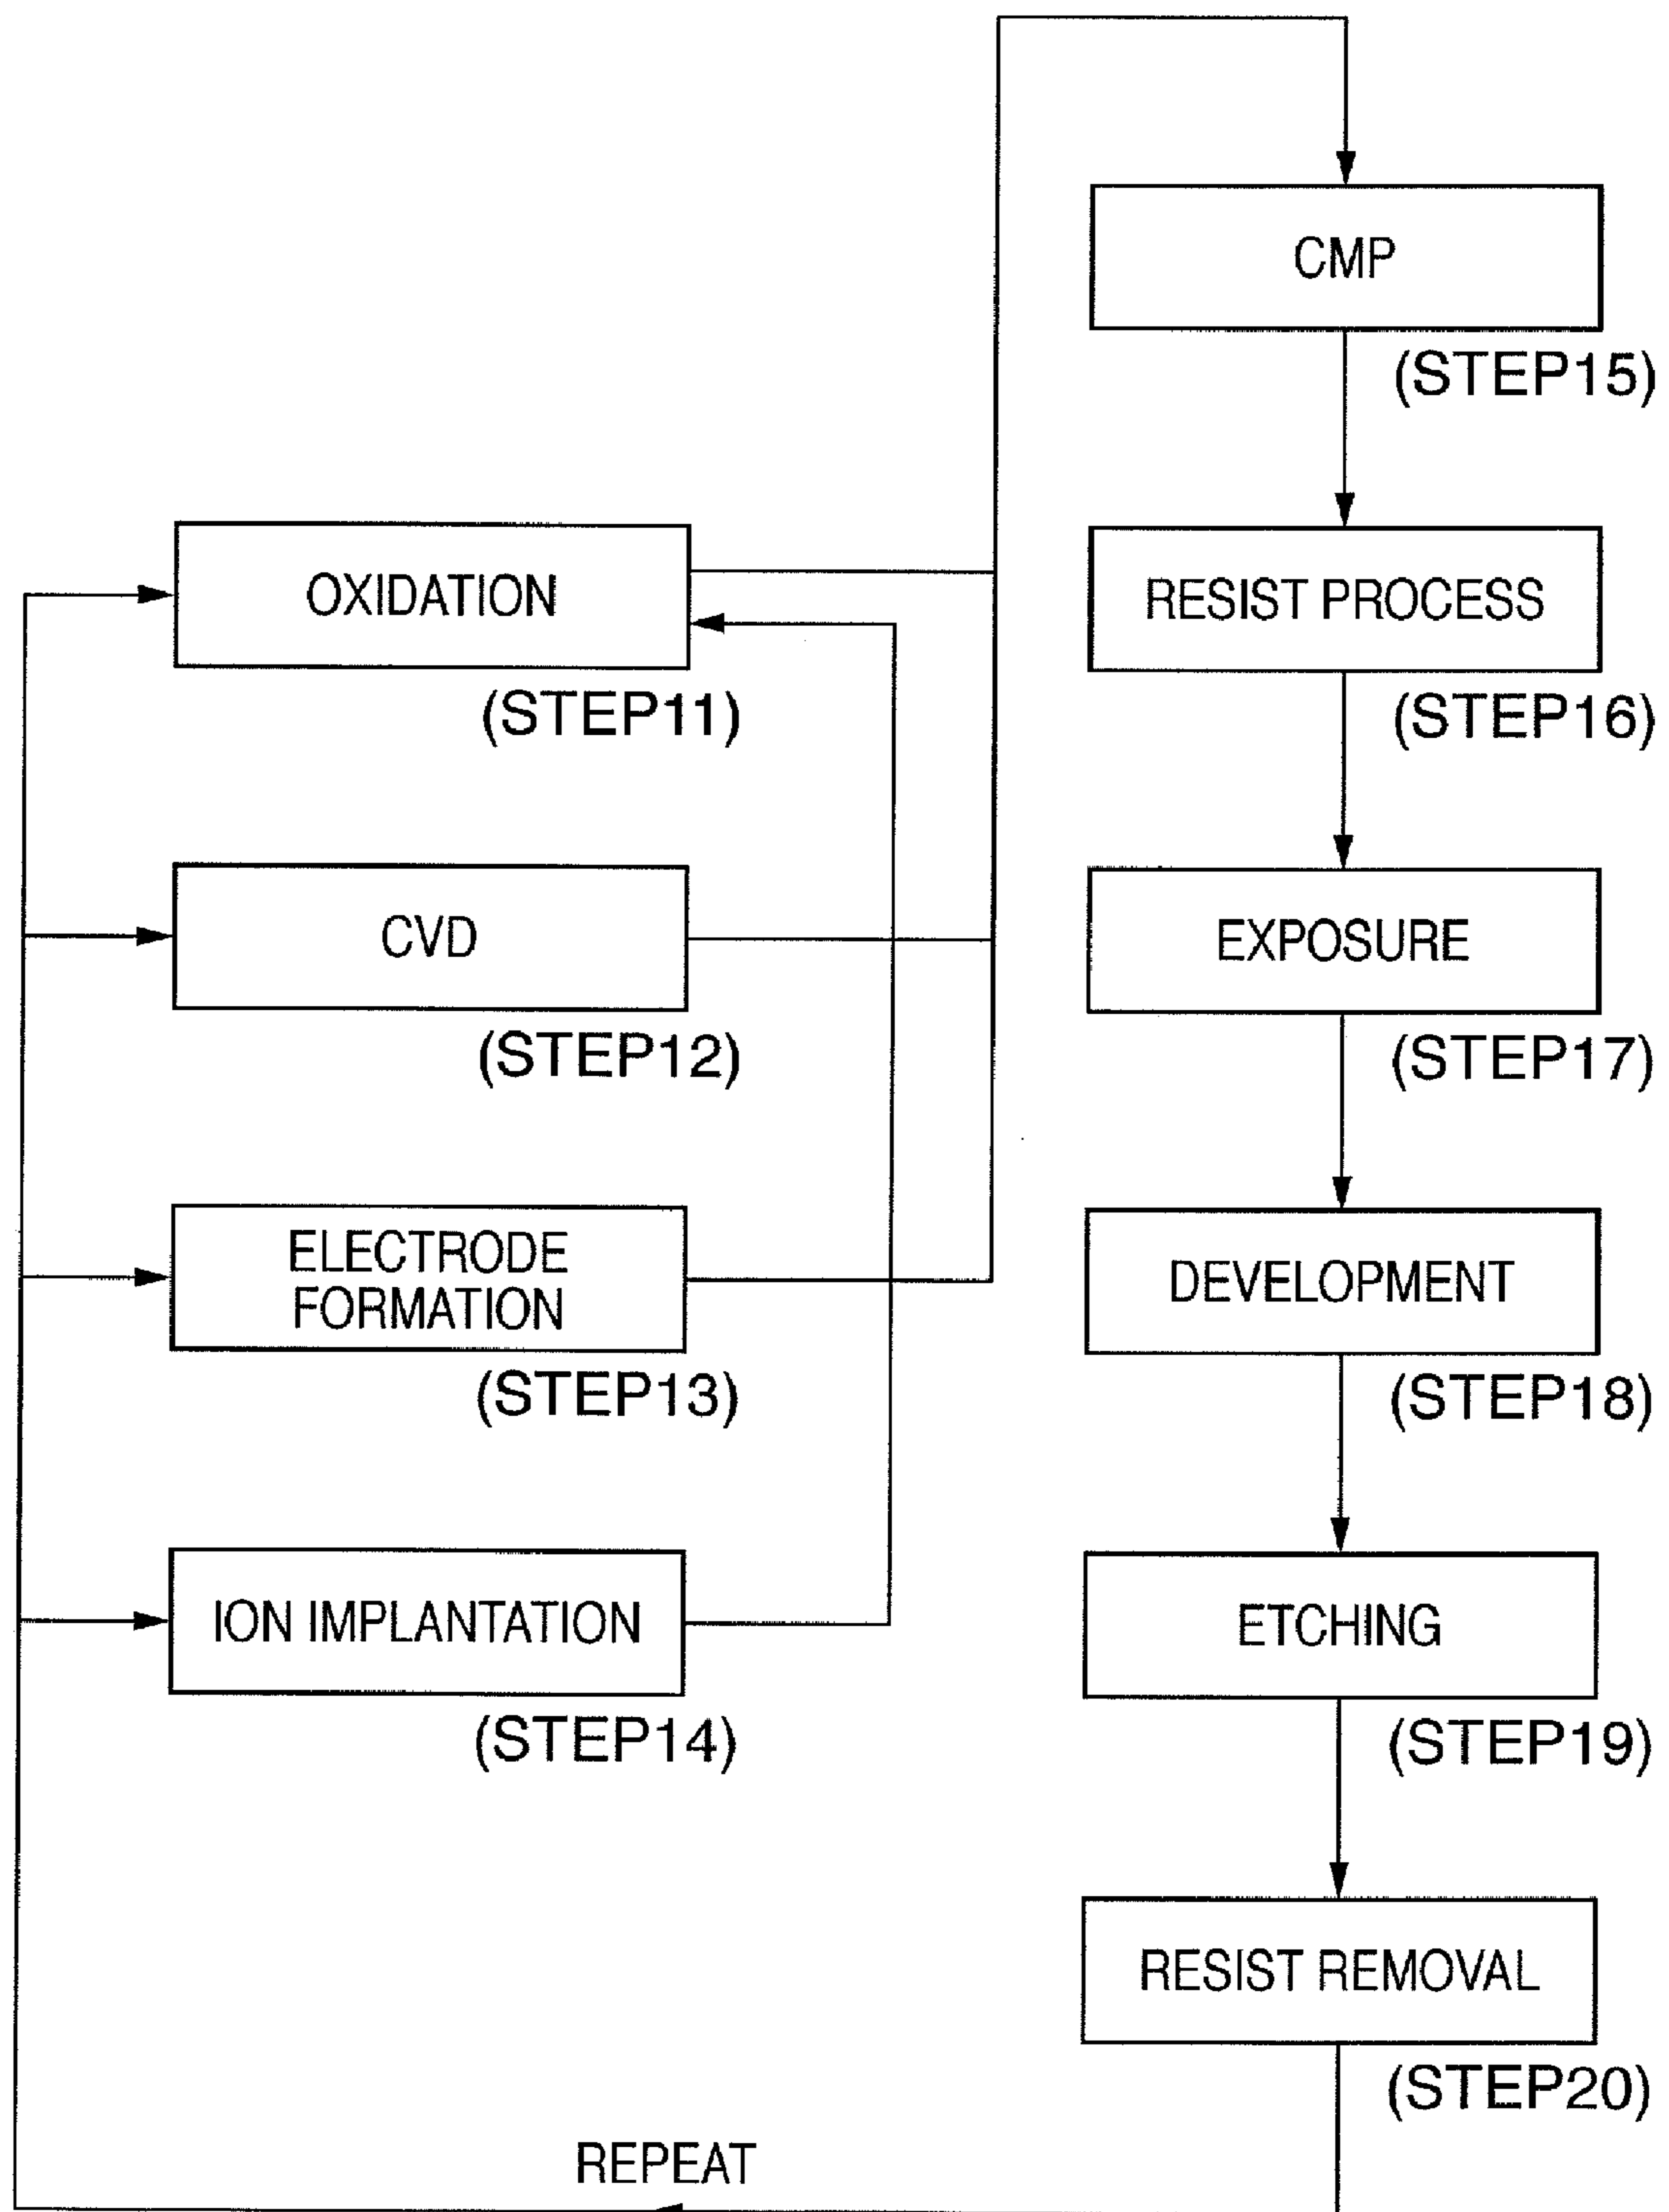 OXIDATION
(STEP11)
CVD
(STEP12)
ELECTRODE
FORMATION
(STEP13)
ION IMPLANTATION
(STEP14)
CMP
(STEP15)
RESIST PROCESS
(STEP16)
EXPOSURE
(STEP17)
DEVELOPMENT
(STEP18)
ETCHING
(STEP19)
RESIST REMOVAL
(STEP20)
REPEAT